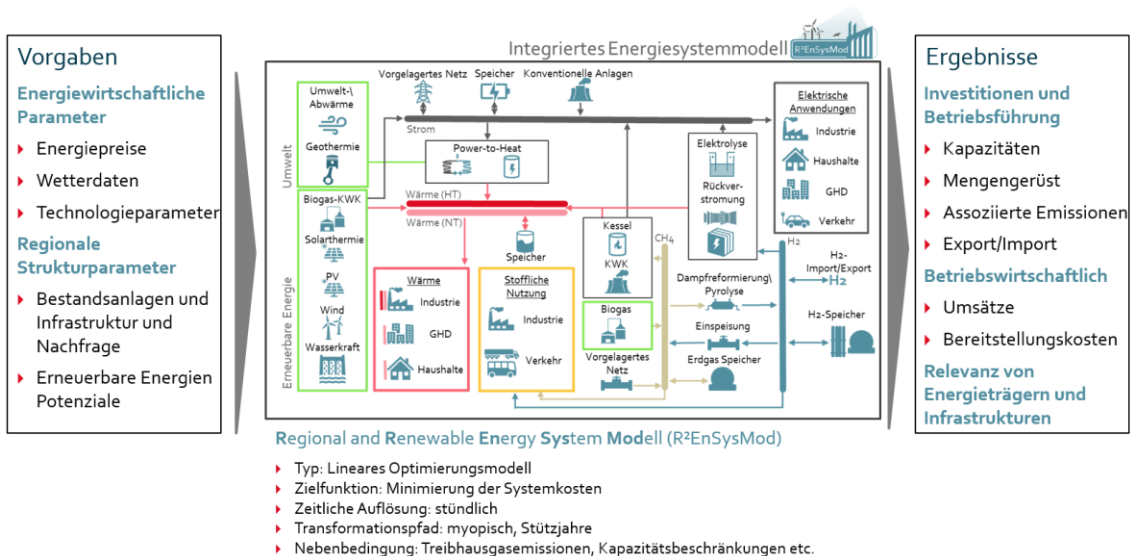 Integriertes Energiesystemmodell
R²EnSysMod
Vorgaben
Energiewirtschaftliche
Parameter
Energiepreise
Wetterdaten
Technologieparameter
Regionale
Strukturparameter
Bestandsanlagen und
Infrastruktur und
Nachfrage
Erneuerbare Energien
Potenziale
Umwelt
Umwelt-\
Abwärme
Geothermie
Erneuerbare Energie
Biogas-KWK
Solarthermie
PV
Wind
Wasserkraft
Vorgelagertes Netz
Speicher
Konventionelle Anlagen
Strom
Power-to-Heat
Wärme (HT)
Wärme (NT)
Speicher
Wärme
Industrie
GHD
Haushalte
Stoffliche
Nutzung
Industrie
Verkehr
Kessel
KWK
Biogas
Vorgelagertes
Netz
CH₄
Elektrolyse
Rückver-
stromung
Dampfreformierung\
Pyrolyse
Einspeisung
Erdgas Speicher
H₂
Elektrische
Anwendungen
Industrie
Haushalte
GHD
Verkehr
H₂-
Import/Export
H2
H₂-Speicher
Ergebnisse
Investitionen und
Betriebsführung
Kapazitäten
Mengengerüst
Assoziierte Emissionen
Export/Import
Betriebswirtschaftlich
Umsätze
Bereitstellungskosten
Relevanz von
Energieträgern und
Infrastrukturen
Regional and Renewable Energy System Modell (R²EnSysMod)
Typ: Lineares Optimierungsmodell
Zielfunktion: Minimierung der Systemkosten
Zeitliche Auflösung: stündlich
Transformationspfad: myopisch, Stützjahre
Nebenbedingung: Treibhausgasemissionen, Kapazitätsbeschränkungen etc.